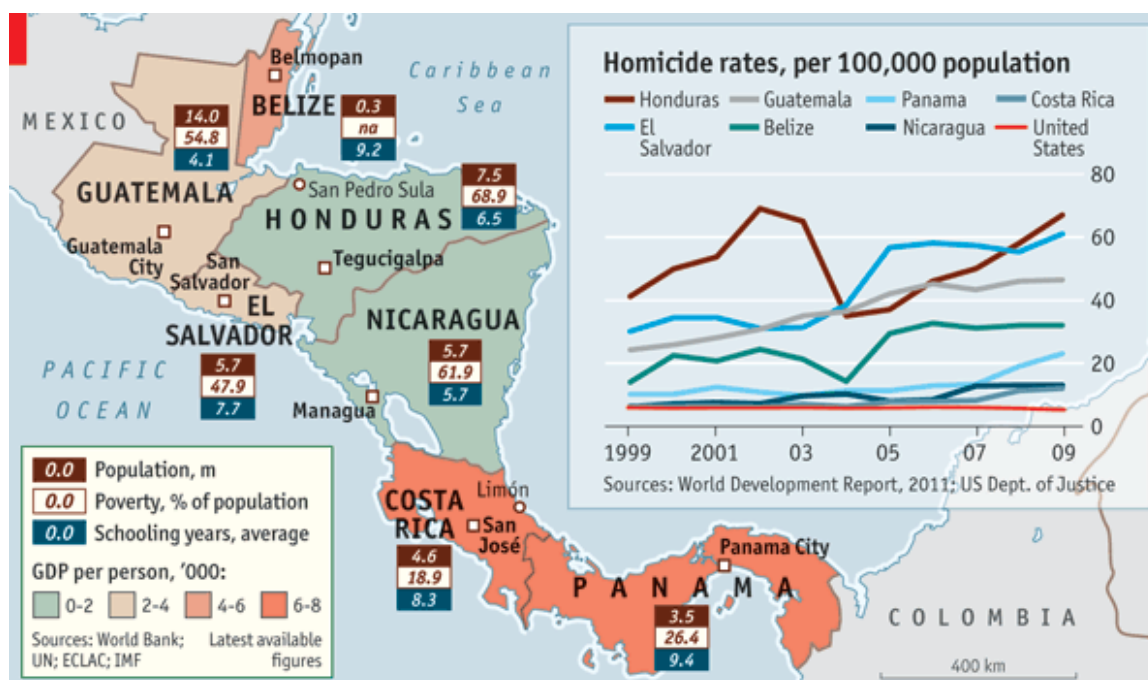 Belmopan
BELIZE
0.3
na
9.2
Caribbean
Sea
MEXICO
14.0
54.8
4.1
GUATEMALA
Guatemala
City
San Pedro Sula
HONDURAS
7.5
68.9
6.5
Tegucigalpa
San
Salvador
EL
SALVADOR
5.7
47.9
7.7
NICARAGUA
5.7
61.9
5.7
Managua
PACIFIC
OCEAN
COSTA
RICA
Limón
San
José
4.6
18.9
8.3
Panama City
PANAMA
3.5
26.4
9.4
COLOMBIA
400 km
0.0 Population, m
0.0 Poverty, % of population
0.0 Schooling years, average
GDP per person, '000:
0-2 2-4 4-6 6-8
Sources: World Bank;
UN; ECLAC; IMF
Latest available
figures
Homicide rates, per 100,000 population
Honduras Guatemala Panama Costa Rica
El
Salvador
Belize Nicaragua United
States
80
60
40
20
0
1999 2001 03 05 07 09
Sources: World Development Report, 2011; US Dept. of Justice